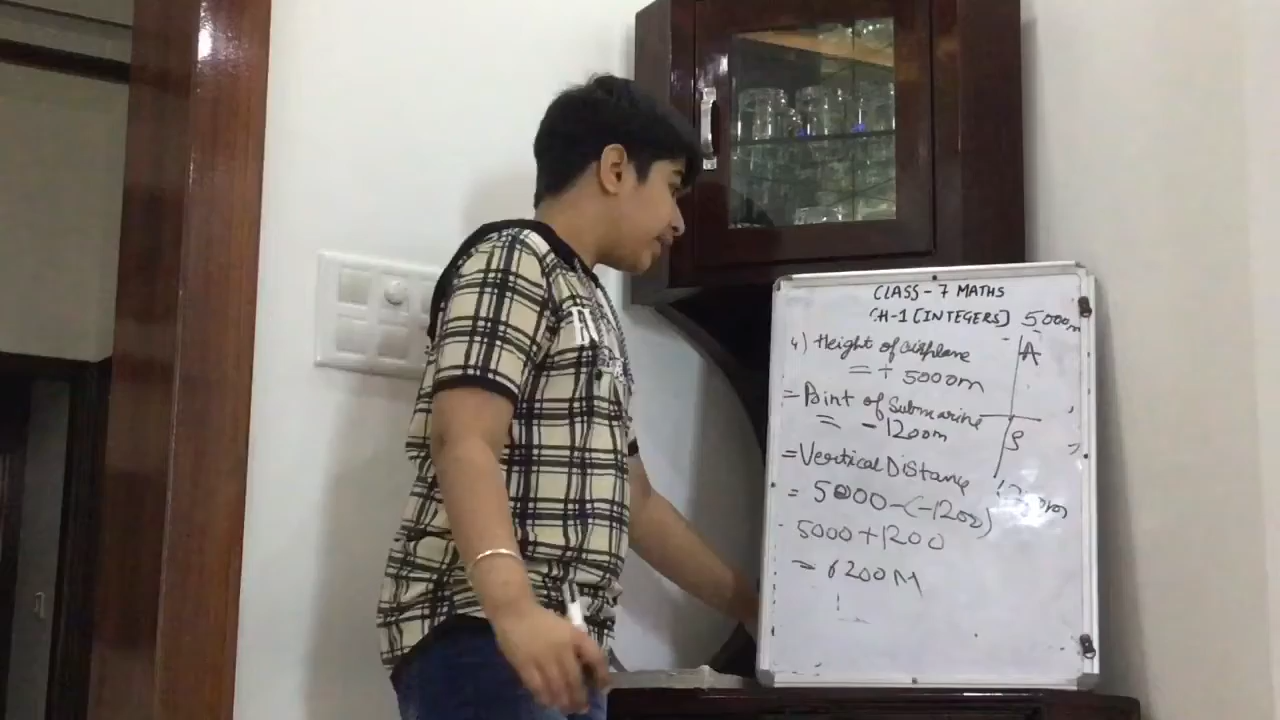 CLASS - 7 MATHS
CH-1 [INTEGERS]
5000m
4) Height of airplane
= + 5000m
A
= Point of Submarine
= - 1200m
S
= Vertical Distance
1200m
= 5000-(-1200)
5000+1200
= 6200M